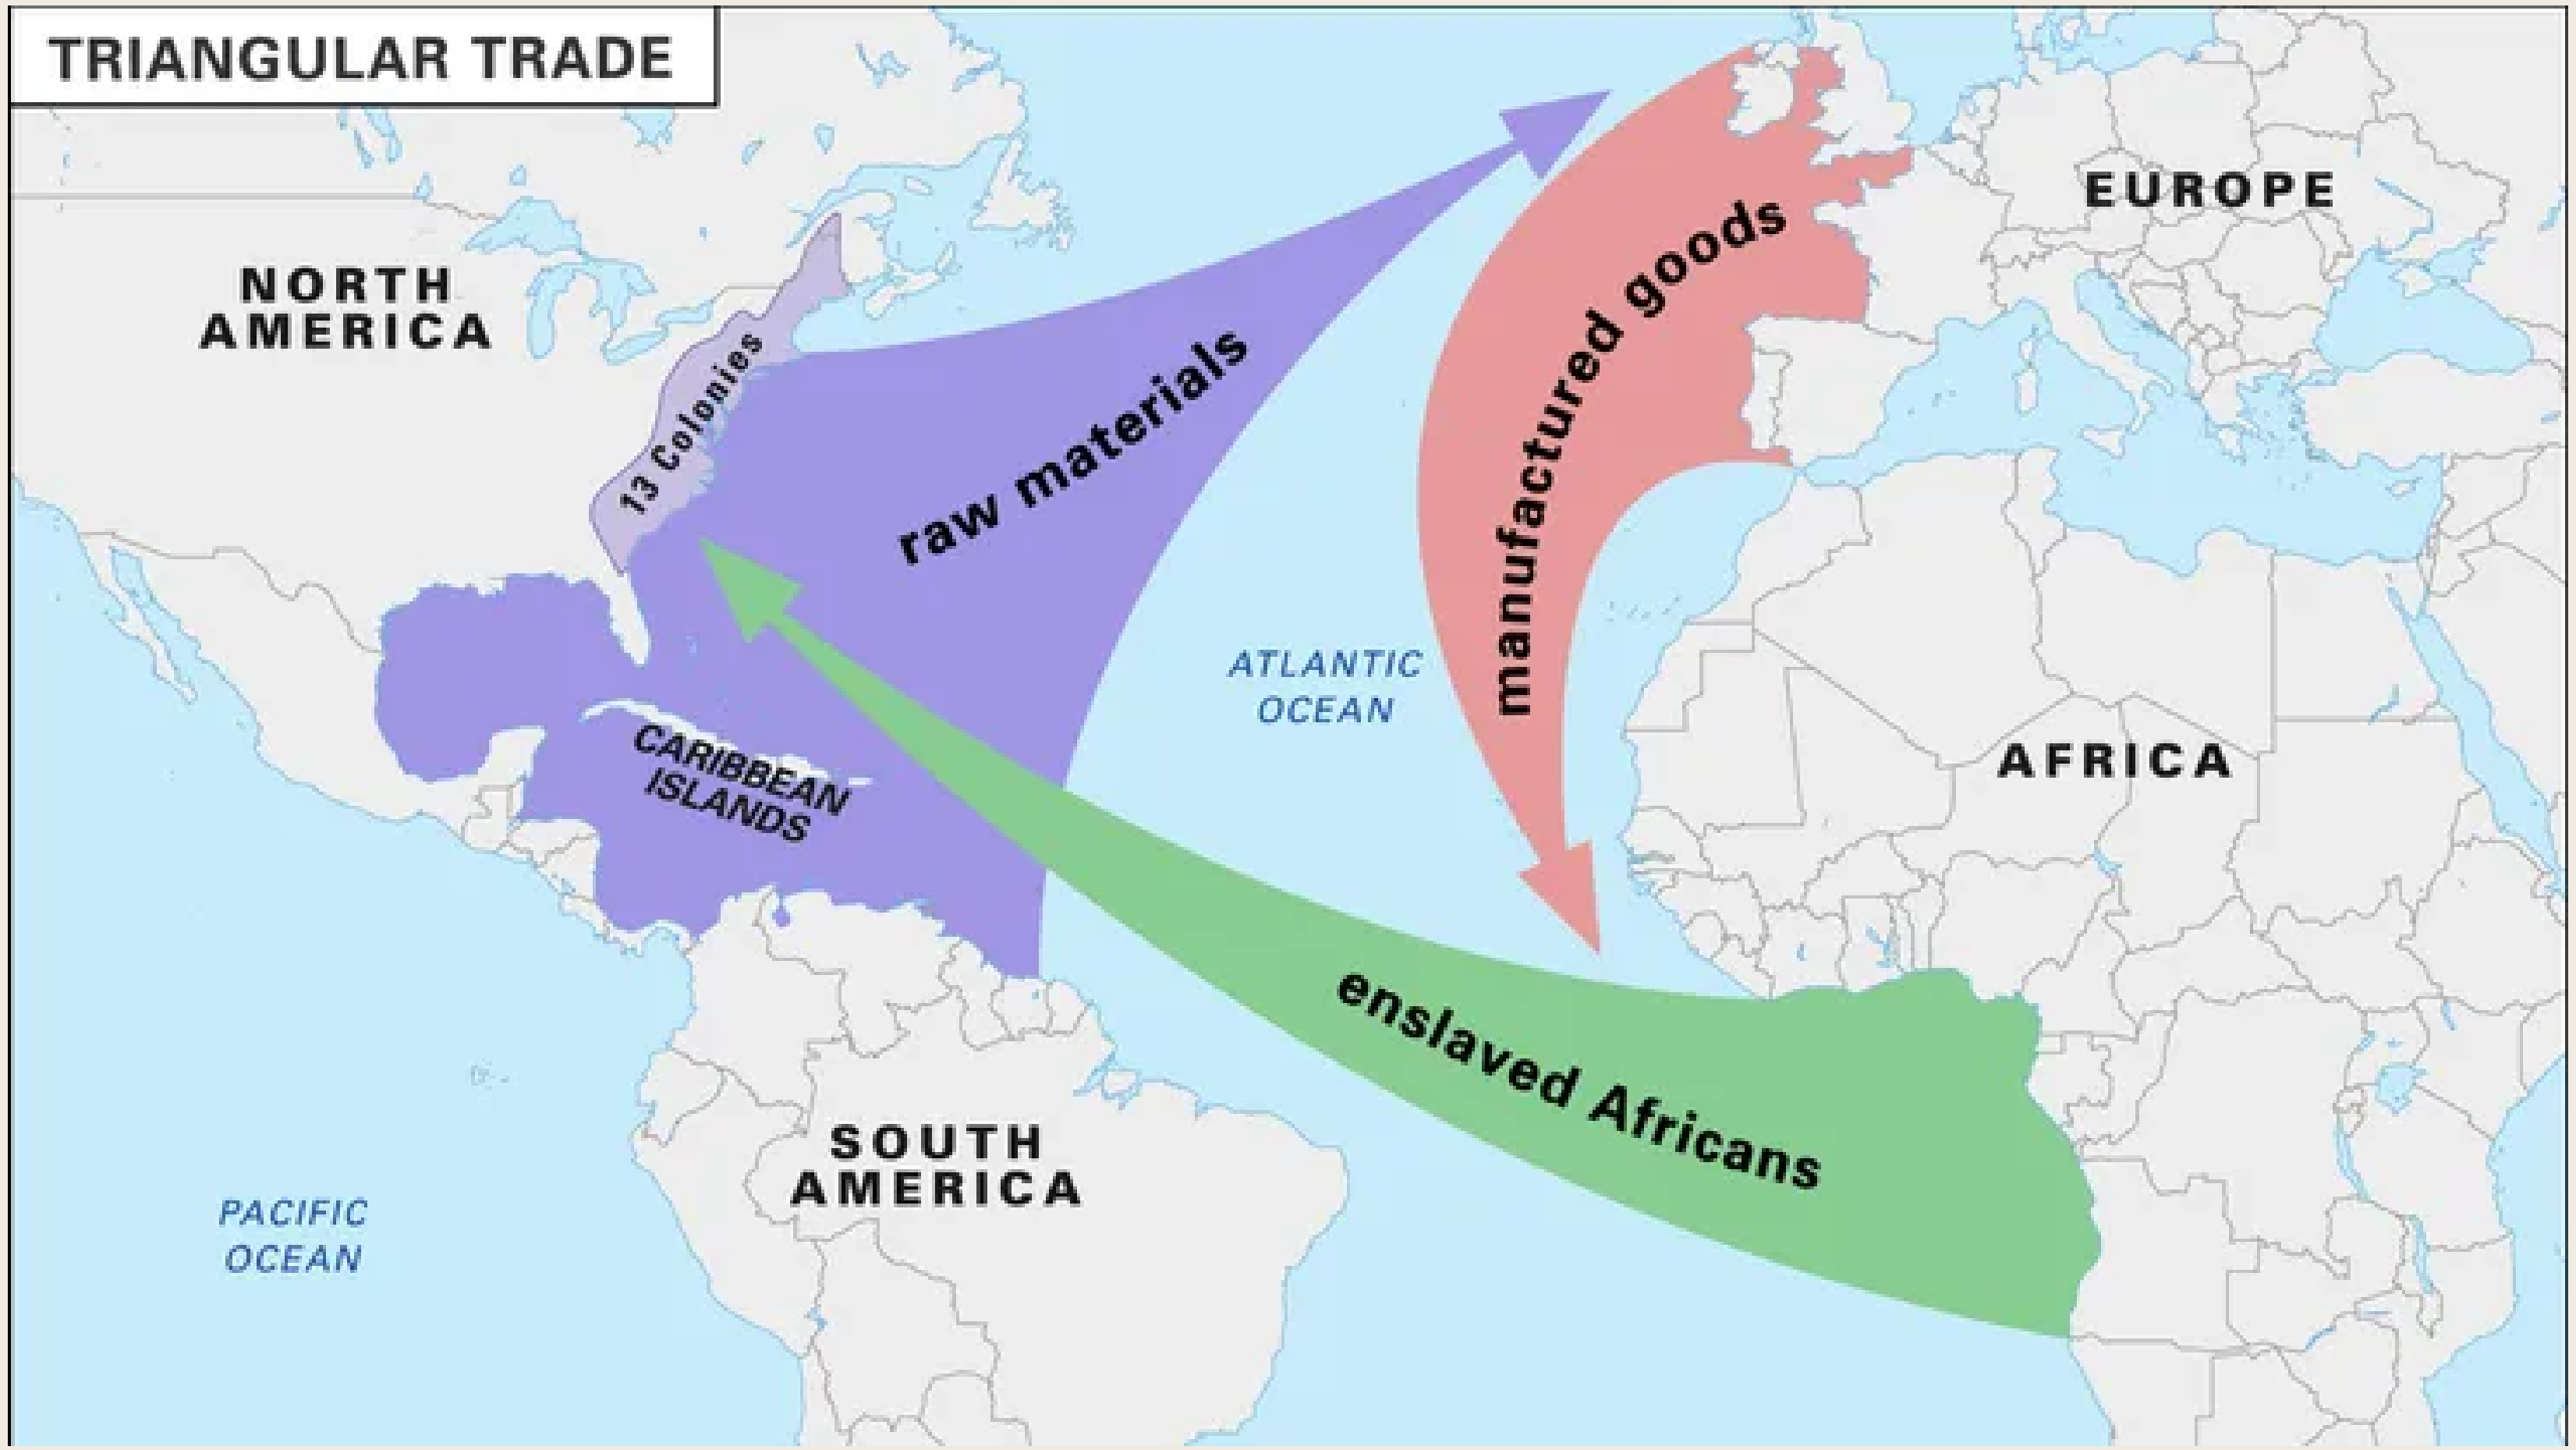 TRIANGULAR TRADE
NORTH
AMERICA
13 Colonies
raw materials
manufactured goods
EUROPE
ATLANTIC
OCEAN
CARIBBEAN
ISLANDS
AFRICA
enslaved Africans
SOUTH
AMERICA
PACIFIC
OCEAN